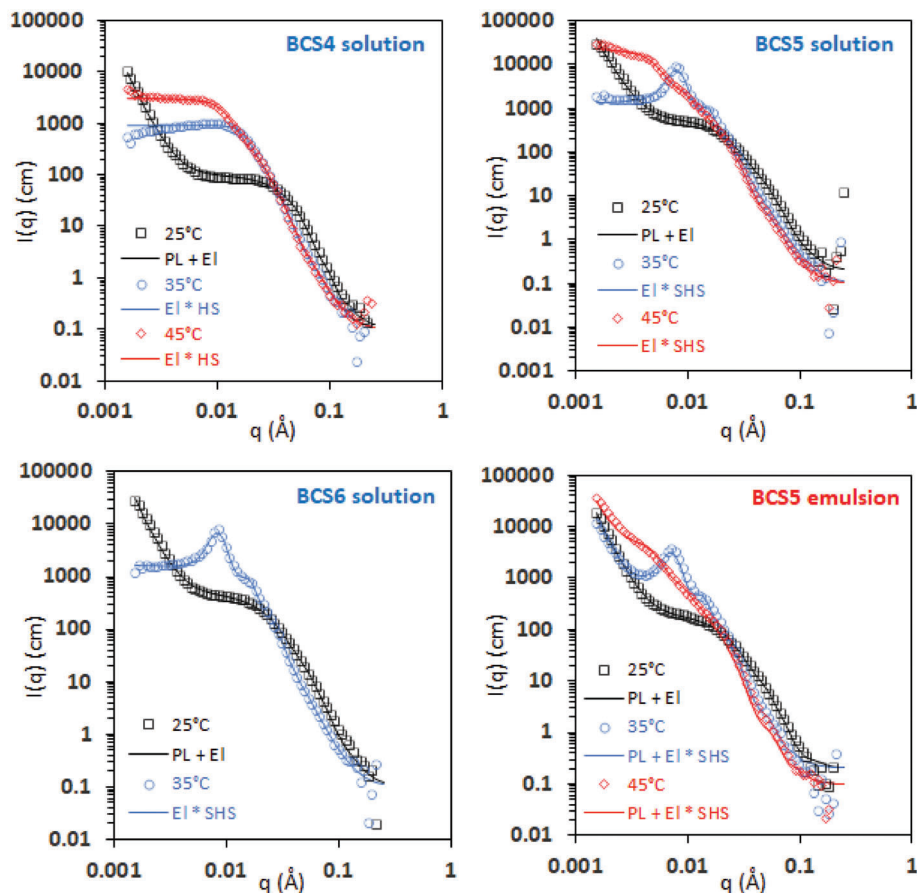 BCS4 solution
100000
10000
1000
100
10
1
0.1
0.01
I(q) (cm)
25°C
PL + El
35°C
El * HS
45°C
El * HS
0.001
0.01
0.1
1
q (Å)
BCS5 solution
100000
10000
1000
100
10
1
0.1
0.01
0.001
I(q) (cm)
25°C
PL + El
35°C
El * SHS
45°C
El * SHS
0.001
0.01
0.1
1
q (Å)
BCS6 solution
100000
10000
1000
100
10
1
0.1
0.01
I(q) (cm)
25°C
PL + El
35°C
El * SHS
0.001
0.01
0.1
1
q (Å)
BCS5 emulsion
100000
10000
1000
100
10
1
0.1
0.01
I(q) (cm)
25°C
PL + El
35°C
PL + El * SHS
45°C
PL + El * SHS
0.001
0.01
0.1
1
q (Å)